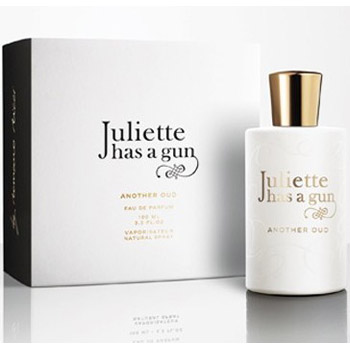 Juliette
has a gun
ANOTHER OUD
EAU DE PARFUM
100 ML
3.3 FL.OZ
VAPORISATEUR
NATURAL SPRAY
Juliette
has a gun
ANOTHER OUD